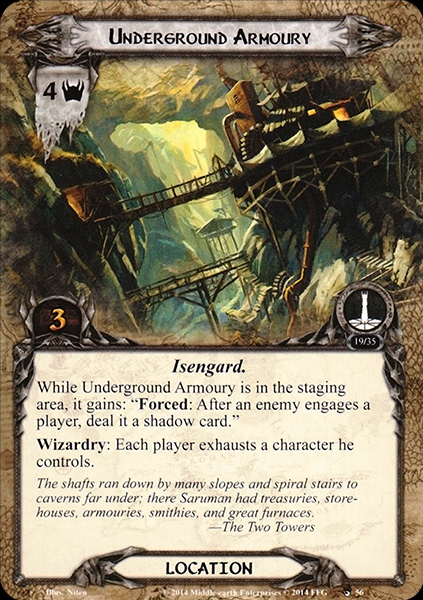 Underground Armoury
4
3
19/35
Isengard.
While Underground Armoury is in the staging
area, it gains: “Forced: After an enemy engages a
player, deal it a shadow card.”
Wizardry: Each player exhausts a character he
controls.
The shafts ran down by many slopes and spiral stairs to
caverns far under; there Saruman had treasuries, store-
houses, armouries, smithies, and great furnaces.
—The Two Towers
LOCATION
Illus. Niten
©2014 Middle-earth Enterprises ©2014 FFG
56